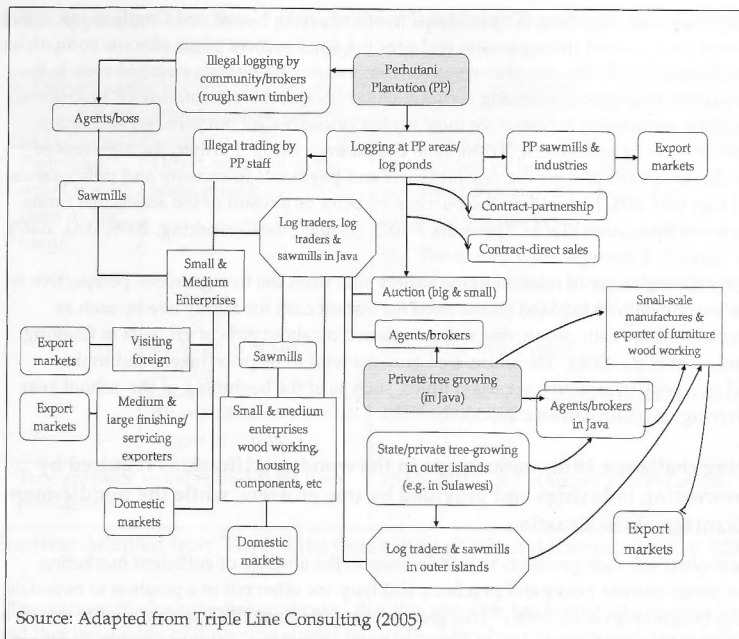 Illegal logging by
community/brokers
(rough sawn timber)
Perhutani
Plantation (PP)
Agents/boss
Illegal trading by
PP staff
Logging at PP areas/
log ponds
PP sawmills &
industries
Export
markets
Sawmills
Contract-partnership
Log traders, log
traders &
sawmills in Java
Contract-direct sales
Small &
Medium
Enterprises
Auction (big & small)
Small-scale
manufactures &
exporter of furniture
wood working
Agents/brokers
Export
markets
Visiting
foreign
Sawmills
Private tree growing
(in Java)
Export
markets
Medium &
large finishing/
servicing
exporters
Small & medium
enterprises
wood working,
housing
components, etc
Agents/brokers
in Java
State/private tree-growing
in outer islands
(e.g. in Sulawesi)
Domestic
markets
Domestic
markets
Log traders & sawmills
in outer islands
Export
markets
Source: Adapted from Triple Line Consulting (2005)